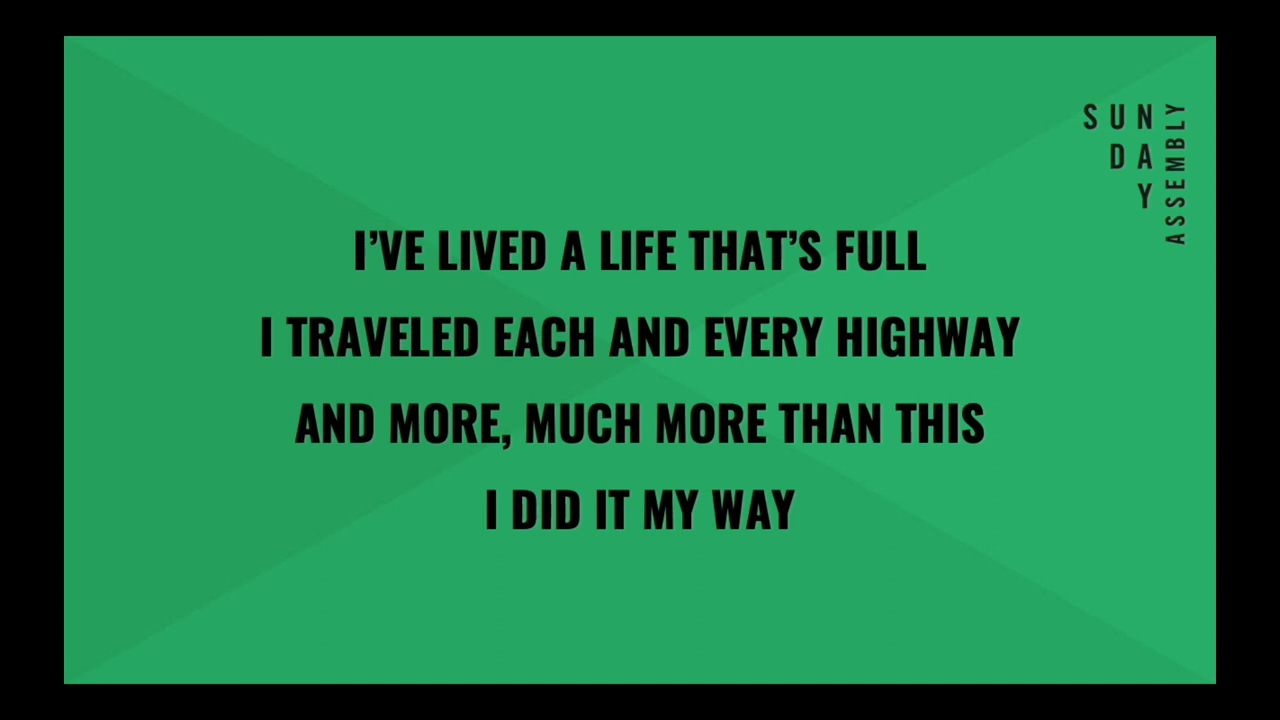 SUN
DAY
ASSEMBLY
I'VE LIVED A LIFE THAT'S FULL
I TRAVELED EACH AND EVERY HIGHWAY
AND MORE, MUCH MORE THAN THIS
I DID IT MY WAY